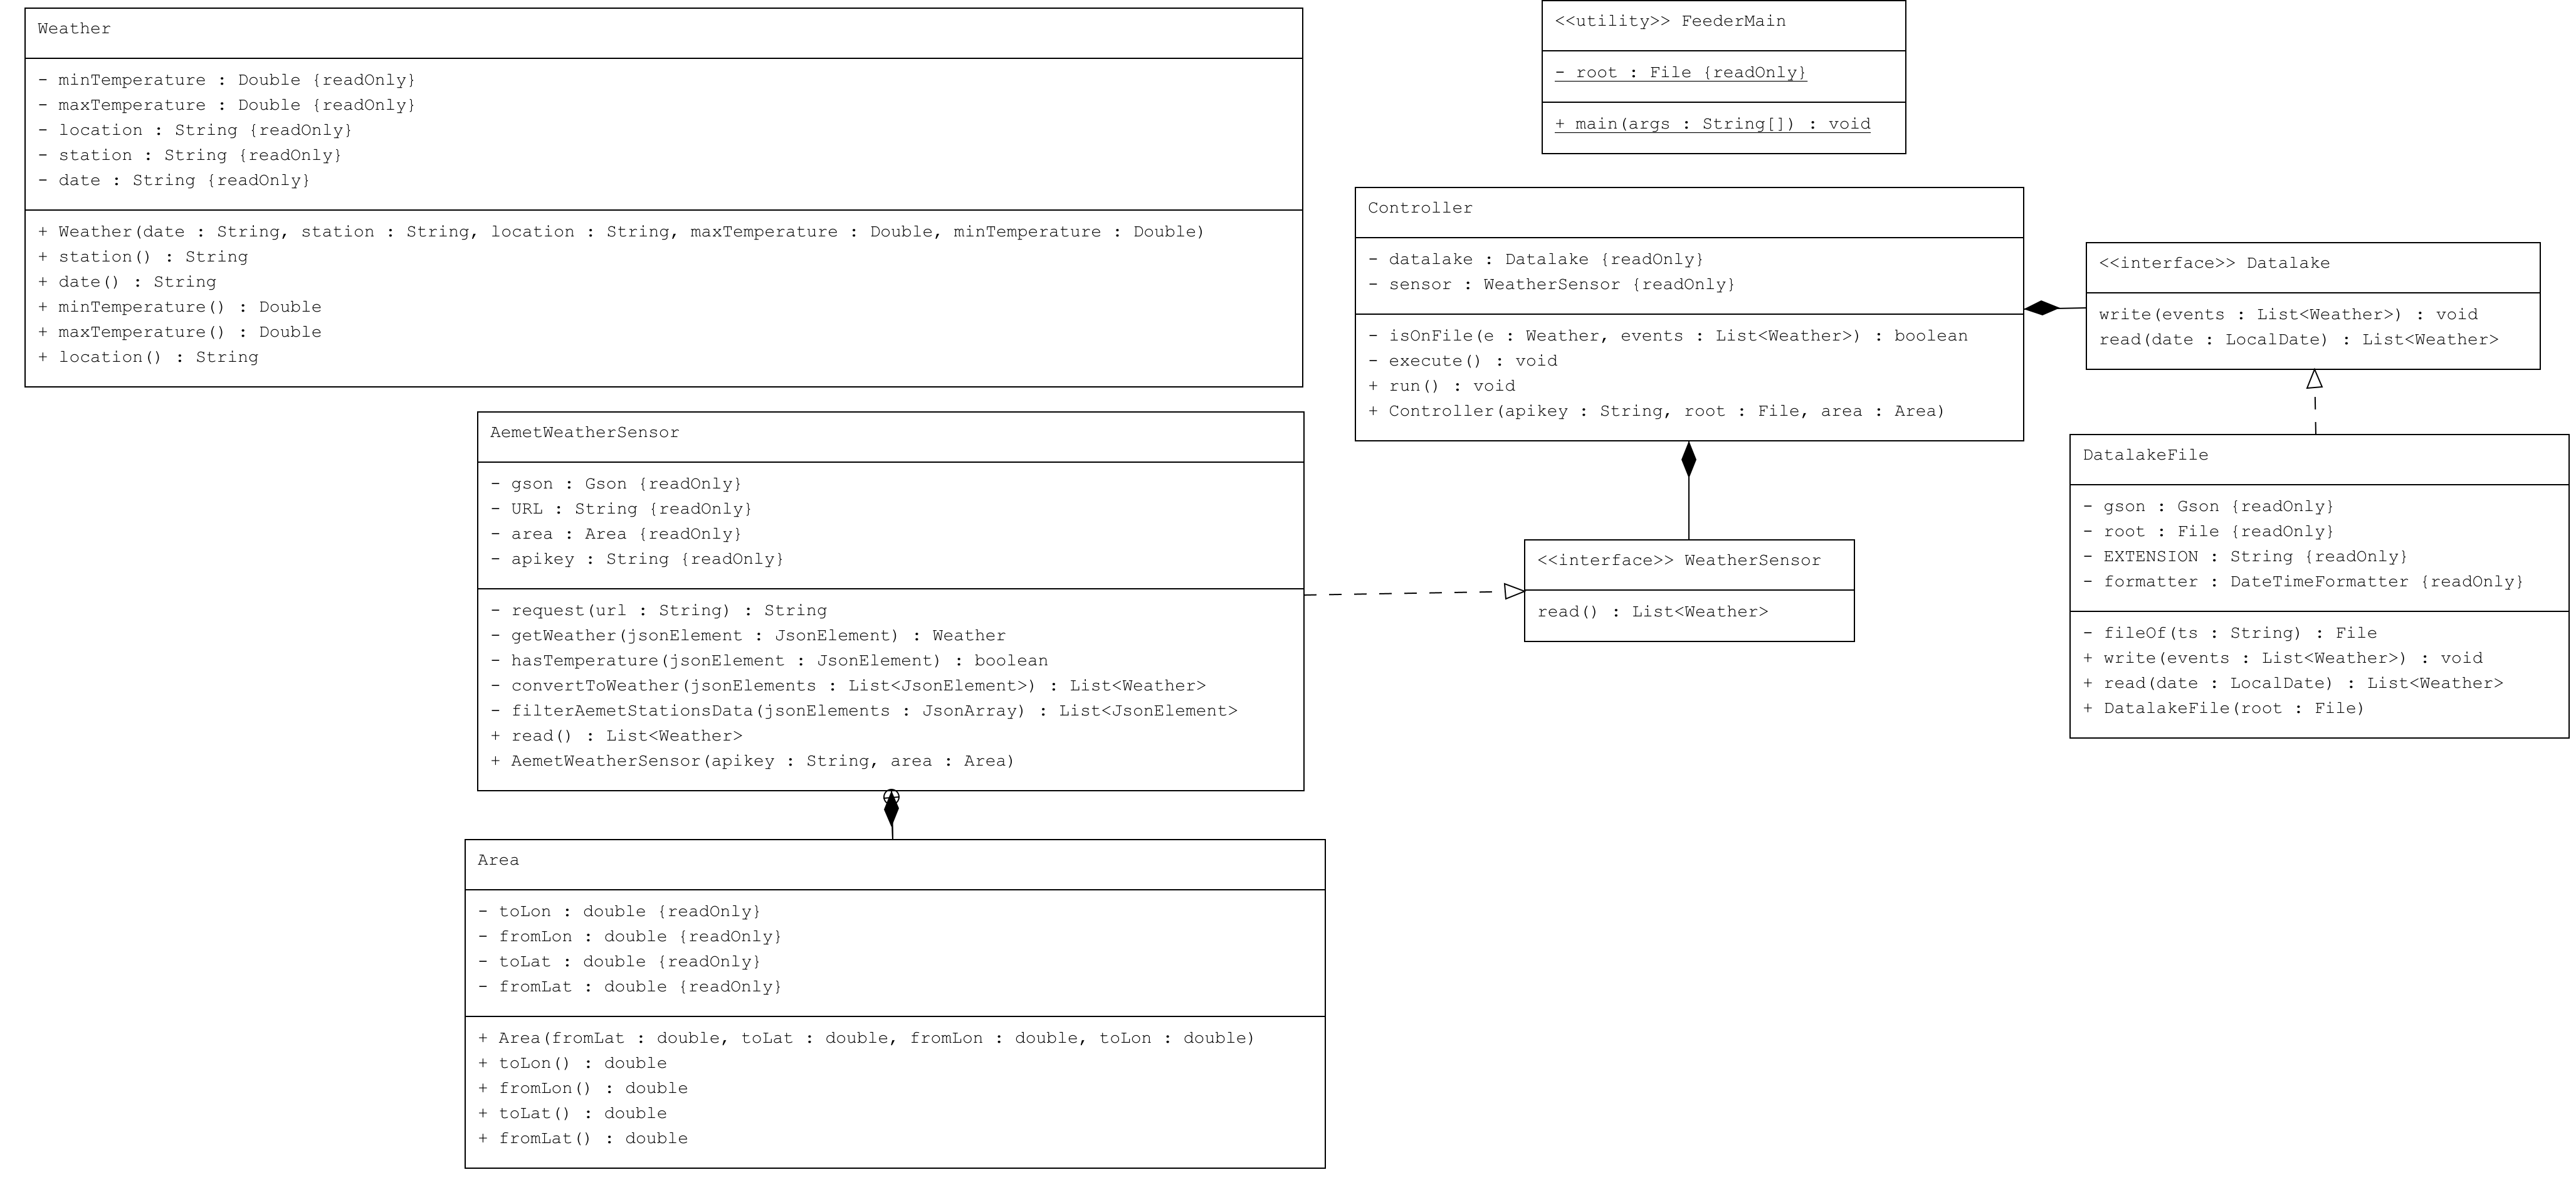 Weather
- minTemperature : Double {readOnly}
- maxTemperature : Double {readOnly}
- location : String {readOnly}
- station : String {readOnly}
- date : String {readOnly}
+ Weather(date : String, station : String, location : String, maxTemperature : Double, minTemperature : Double)
+ station() : String
+ date() : String
+ minTemperature() : Double
+ maxTemperature() : Double
+ location() : String
<<utility>> FeederMain
- root : File {readOnly}
+ main(args : String[]) : void
Controller
- datalake : Datalake {readOnly}
- sensor : WeatherSensor {readOnly}
- isOnFile(e : Weather, events : List<Weather>) : boolean
- execute() : void
+ run() : void
+ Controller(apikey : String, root : File, area : Area)
<<interface>> Datalake
write(events : List<Weather>) : void
read(date : LocalDate) : List<Weather>
AemetWeatherSensor
- gson : Gson {readOnly}
- URL : String {readOnly}
- area : Area {readOnly}
- apikey : String {readOnly}
- request(url : String) : String
- getWeather(jsonElement : JsonElement) : Weather
- hasTemperature(jsonElement : JsonElement) : boolean
- convertToWeather(jsonElements : List<JsonElement>) : List<Weather>
- filterAemetStationsData(jsonElements : JsonArray) : List<JsonElement>
+ read() : List<Weather>
+ AemetWeatherSensor(apikey : String, area : Area)
<<interface>> WeatherSensor
read() : List<Weather>
DatalakeFile
- gson : Gson {readOnly}
- root : File {readOnly}
- EXTENSION : String {readOnly}
- formatter : DateTimeFormatter {readOnly}
- fileOf(ts : String) : File
+ write(events : List<Weather>) : void
+ read(date : LocalDate) : List<Weather>
+ DatalakeFile(root : File)
Area
- toLon : double {readOnly}
- fromLon : double {readOnly}
- toLat : double {readOnly}
- fromLat : double {readOnly}
+ Area(fromLat : double, toLat : double, fromLon : double, toLon : double)
+ toLon() : double
+ fromLon() : double
+ toLat() : double
+ fromLat() : double